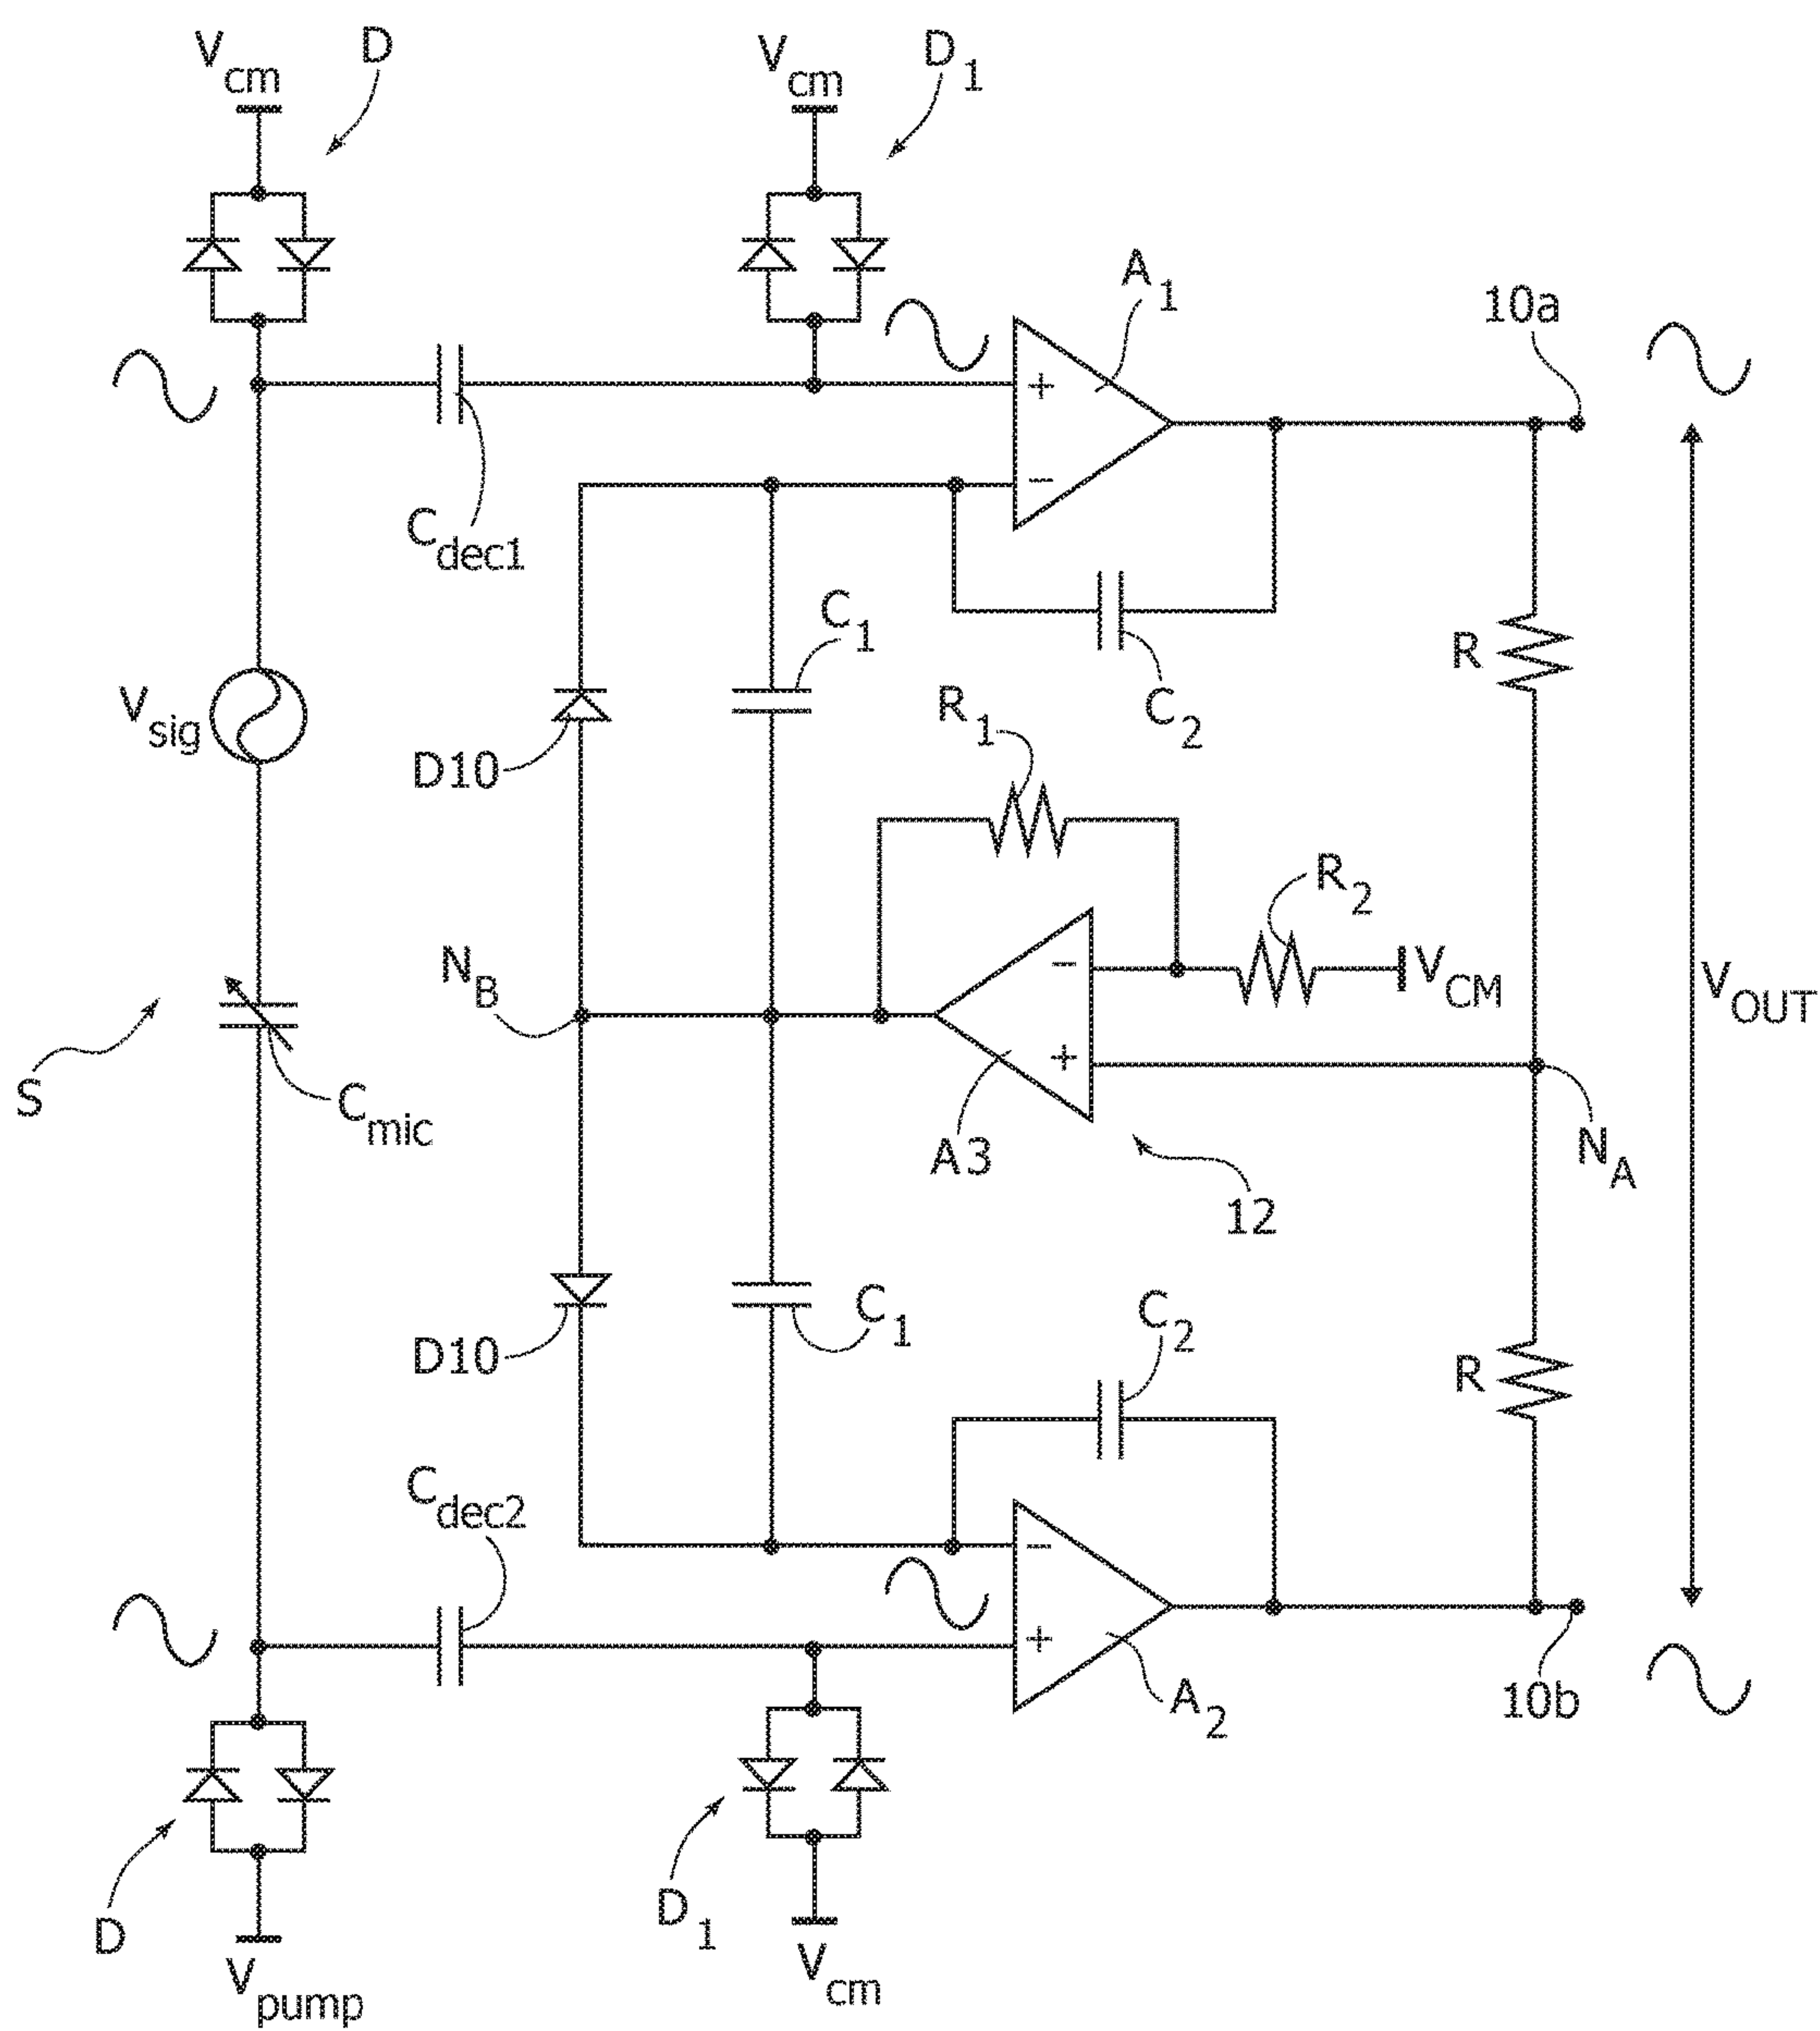 Vcm
D
Vcm
D1
A1
10a
+
−
Cdec1
C1
C2
R
Vsig
R1
D10
R2
NB
−
VCM
VOUT
+
S
Cmic
A3
NA
12
C1
C2
D10
R
Cdec2
−
+
A2
10b
D
D1
Vpump
Vcm